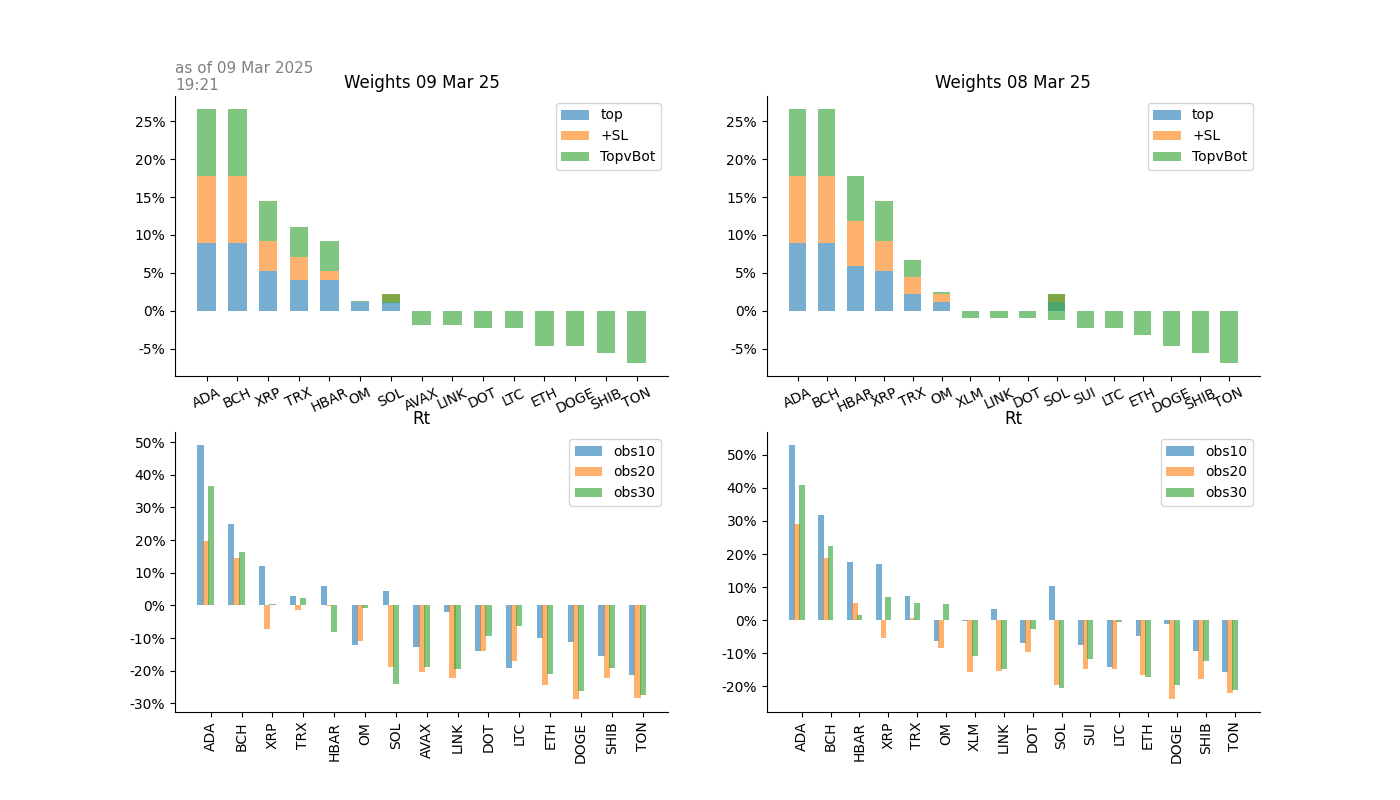 as of 09 Mar 2025
19:21
Weights 09 Mar 25
25%
20%
15%
10%
5%
0%
-5%
top
+SL
TopvBot
ADA BCH XRP TRX HBAR OM SOL AVAX LINK DOT LTC ETH DOGE SHIB TON
Weights 08 Mar 25
25%
20%
15%
10%
5%
0%
-5%
top
+SL
TopvBot
ADA BCH HBAR XRP TRX OM XLM LINK DOT SOL SUI LTC ETH DOGE SHIB TON
Rt
50%
40%
30%
20%
10%
0%
-10%
-20%
-30%
obs10
obs20
obs30
ADA BCH XRP TRX HBAR OM SOL AVAX LINK DOT LTC ETH DOGE SHIB TON
Rt
50%
40%
30%
20%
10%
0%
-10%
-20%
obs10
obs20
obs30
ADA BCH HBAR XRP TRX OM XLM LINK DOT SOL SUI LTC ETH DOGE SHIB TON